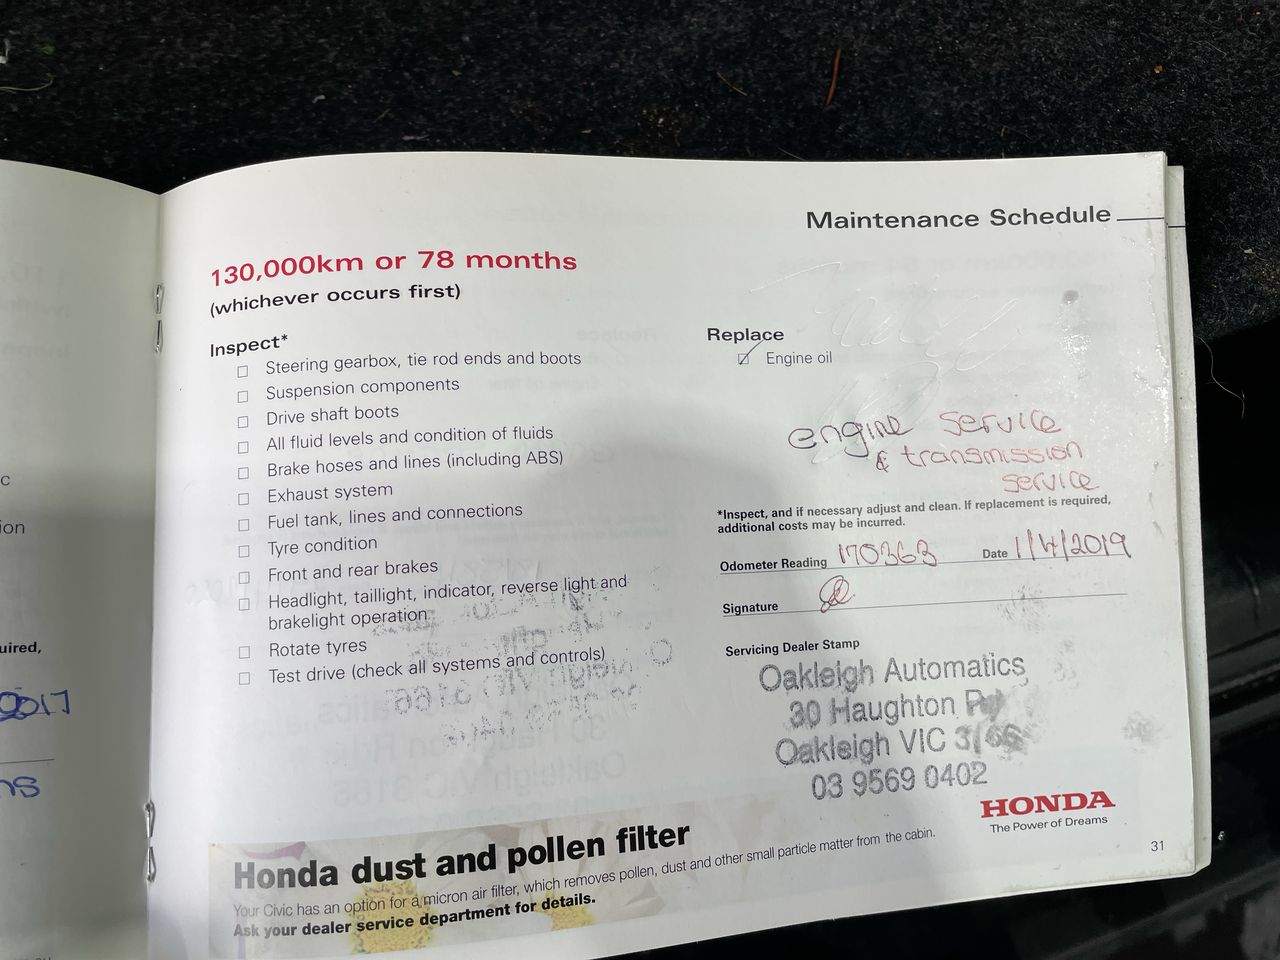 c
ion
uired,
Maintenance Schedule
130,000km or 78 months
(whichever occurs first)
Inspect*
Steering gearbox, tie rod ends and boots
Suspension components
Drive shaft boots
All fluid levels and condition of fluids
Brake hoses and lines (including ABS)
Exhaust system
Fuel tank, lines and connections
Tyre condition
Front and rear brakes
Headlight, taillight, indicator, reverse light and
brakelight operation
Rotate tyres
Test drive (check all systems and controls)
Replace
Engine oil
engine service
& transmission
service
*Inspect, and if necessary adjust and clean. If replacement is required,
additional costs may be incurred.
Odometer Reading 170363 Date 1/4/2019
Signature
Servicing Dealer Stamp
Oakleigh Automatics
30 Haughton Rd
Oakleigh VIC 3166
03 9569 0402
HONDA
The Power of Dreams
Honda dust and pollen filter
Your Civic has an option for a micron air filter, which removes pollen, dust and other small particle matter from the cabin.
Ask your dealer service department for details.
31